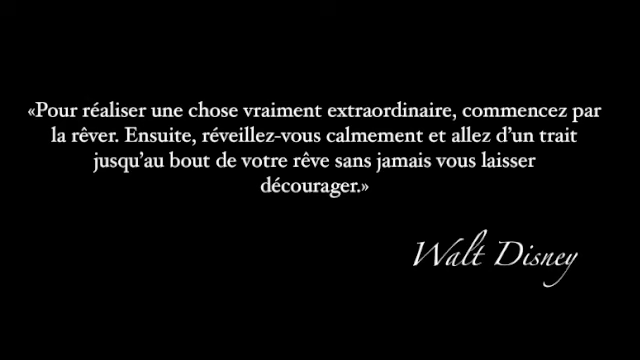 «Pour réaliser une chose vraiment extraordinaire, commencez par
la rêver. Ensuite, réveillez-vous calmement et allez d’un trait
jusqu’au bout de votre rêve sans jamais vous laisser
décourager.»
Walt Disney